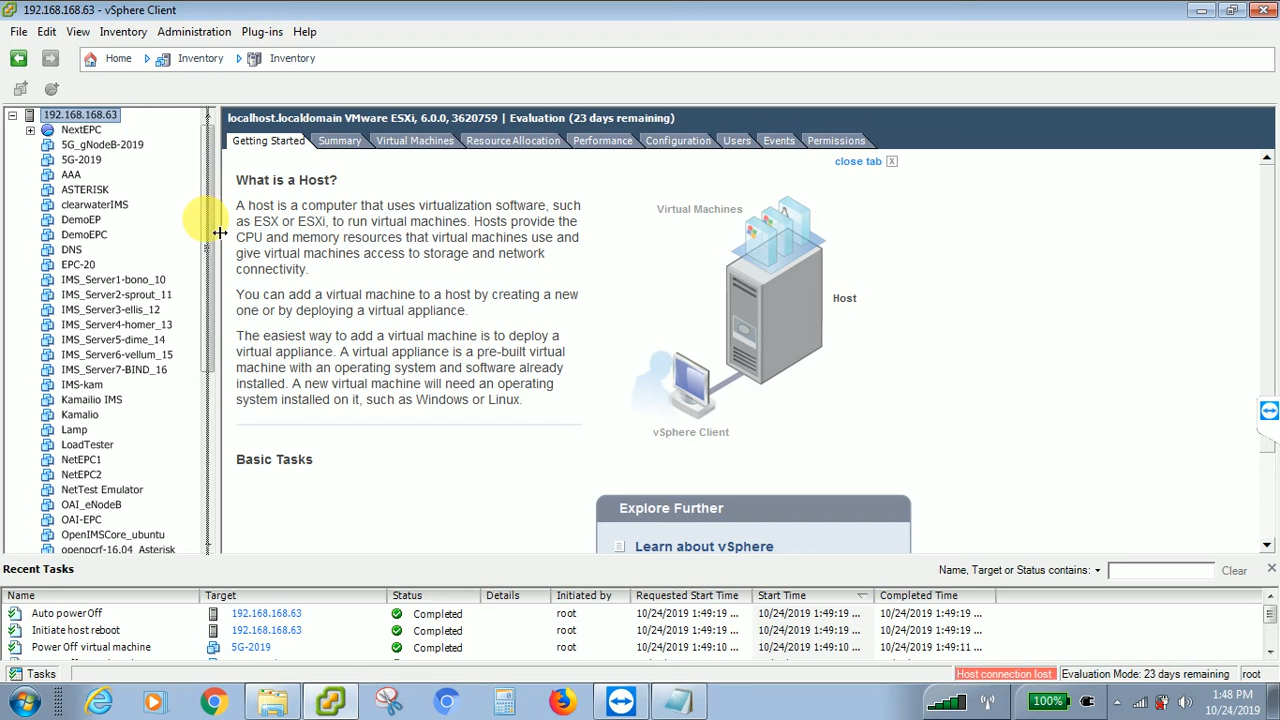 192.168.168.63 - vSphere Client
File Edit View Inventory Administration Plug-ins Help
Home Inventory Inventory
192.168.168.63
NextEPC
5G_gNodeB-2019
5G-2019
AAA
ASTERISK
clearwaterIMS
DemoEP
DemoEPC
DNS
EPC-20
IMS_Server1-bono_10
IMS_Server2-sprout_11
IMS_Server3-ellis_12
IMS_Server4-homer_13
IMS_Server5-dime_14
IMS_Server6-vellum_15
IMS_Server7-BIND_16
IMS-kam
Kamailio IMS
Kamalio
Lamp
LoadTester
NetEPC1
NetEPC2
NetTest Emulator
OAI_eNodeB
OAI-EPC
OpenIMSCore_ubuntu
openpcrf-16.04_Asterisk
localhost.localdomain VMware ESXi, 6.0.0, 3620759 | Evaluation (23 days remaining)
Getting Started Summary Virtual Machines Resource Allocation Performance Configuration Users Events Permissions
close tab X
What is a Host?
A host is a computer that uses virtualization software, such
as ESX or ESXi, to run virtual machines. Hosts provide the
CPU and memory resources that virtual machines use and
give virtual machines access to storage and network
connectivity.
You can add a virtual machine to a host by creating a new
one or by deploying a virtual appliance.
The easiest way to add a virtual machine is to deploy a
virtual appliance. A virtual appliance is a pre-built virtual
machine with an operating system and software already
installed. A new virtual machine will need an operating
system installed on it, such as Windows or Linux.
Basic Tasks
Virtual Machines
Host
vSphere Client
Explore Further
Learn about vSphere
Recent Tasks
Name, Target or Status contains: Clear
Name Target Status Details Initiated by Requested Start Time Start Time Completed Time
Auto power Off 192.168.168.63 Completed root 10/24/2019 1:49:19 ... 10/24/2019 1:49:19 ... 10/24/2019 1:49:19 ...
Initiate host reboot 192.168.168.63 Completed root 10/24/2019 1:49:19 ... 10/24/2019 1:49:19 ... 10/24/2019 1:49:19 ...
Power Off virtual machine 5G-2019 Completed root 10/24/2019 1:49:10 ... 10/24/2019 1:49:10 ... 10/24/2019 1:49:11 ...
Tasks Host connection lost Evaluation Mode: 23 days remaining root
100% 1:48 PM
10/24/2019